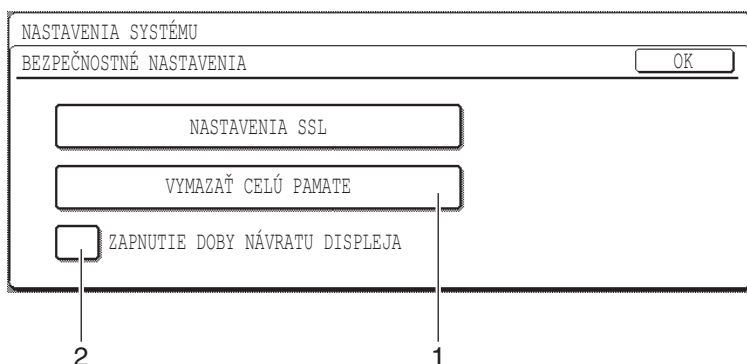 NASTAVENIA SYSTÉMU
BEZPEČNOSTNÉ NASTAVENIA OK
NASTAVENIA SSL
VYMAZAŤ CELÚ PAMATE
ZAPNUTIE DOBY NÁVRATU DISPLEJA
2 1